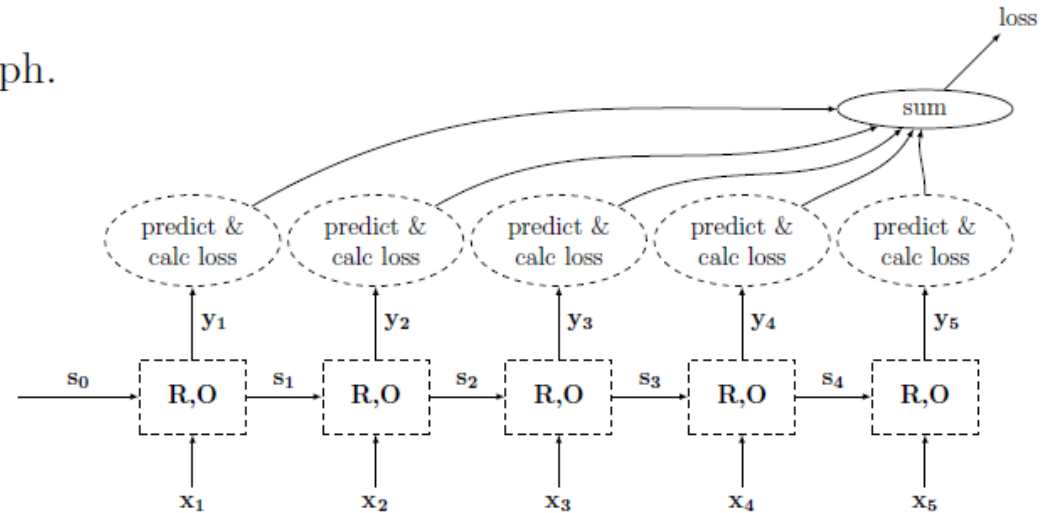 loss
ph.
sum
predict & calc loss predict & calc loss predict & calc loss predict & calc loss predict & calc loss
y₁ y₂ y₃ y₄ y₅
s₀ R,O s₁ R,O s₂ R,O s₃ R,O s₄ R,O
x₁ x₂ x₃ x₄ x₅